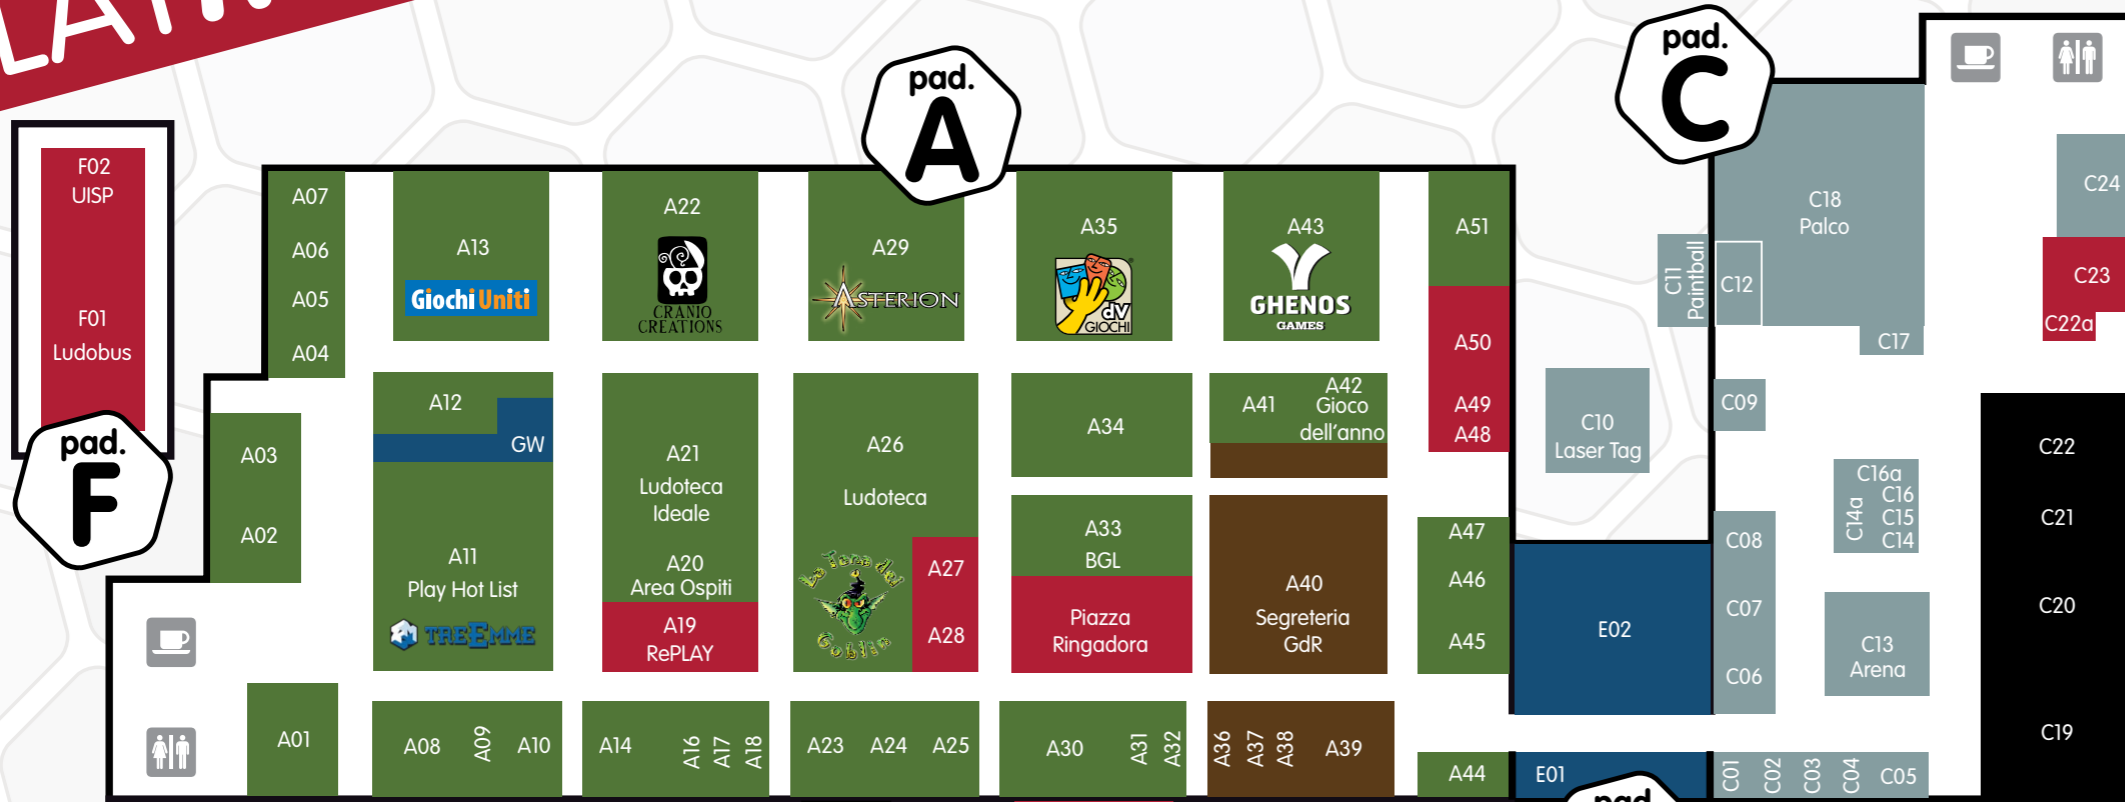 LA
pad.
A
pad.
C
pad.
F
F02
UISP
F01
Ludobus
A07
A06
A05
A04
A03
A02
A01
A13
Giochi Uniti
A12
GW
A11
Play Hot List
TREEMME
A08
A09
A10
A22
CRANIO
CREATIONS
A21
Ludoteca
Ideale
A20
Area Ospiti
A19
RePLAY
A14
A16
A17
A18
A29
ASTERION
A26
Ludoteca
La Tana dei
Goblin
A27
A28
A23
A24
A25
A35
dV
GIOCHI
A34
A33
BGL
Piazza
Ringadora
A30
A31
A32
A43
GHENOS
GAMES
A41
A42
Gioco
dell'anno
A40
Segreteria
GdR
A36
A37
A38
A39
A51
A50
A49
A48
A47
A46
A45
A44
E02
E01
pad.
C10
Laser Tag
C11
Paintball
C12
C18
Palco
C17
C09
C08
C07
C06
C16a
C14a
C16
C15
C14
C13
Arena
C01
C02
C03
C04
C05
C24
C23
C22a
C22
C21
C20
C19